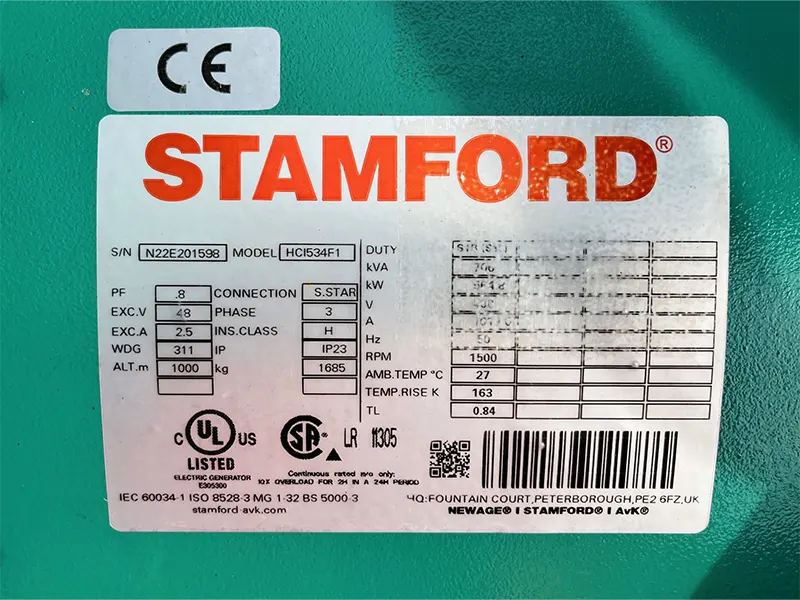 CE
STAMFORD®
S/N N22E201598 MODEL HCI534F1
PF .8 CONNECTION S.STAR
EXC.V 48 PHASE 3
EXC.A 2.5 INS.CLASS H
WDG 311 IP IP23
ALT.m 1000 kg 1685
DUTY
kVA
kW
V
A
Hz 50
RPM 1500
AMB.TEMP °C 27
TEMP.RISE K 163
TL 0.84
C UL US
LISTED
ELECTRIC GENERATOR
E305300
SA ® LR 11305
Continuous rated m/c only:
10% OVERLOAD FOR 2H IN A 24H PERIOD
IEC 60034-1 ISO 8528-3 MG 1-32 BS 5000-3
stamford-avk.com
HQ:FOUNTAIN COURT,PETERBOROUGH,PE2 6FZ,UK
NEWAGE® I STAMFORD® I AvK®